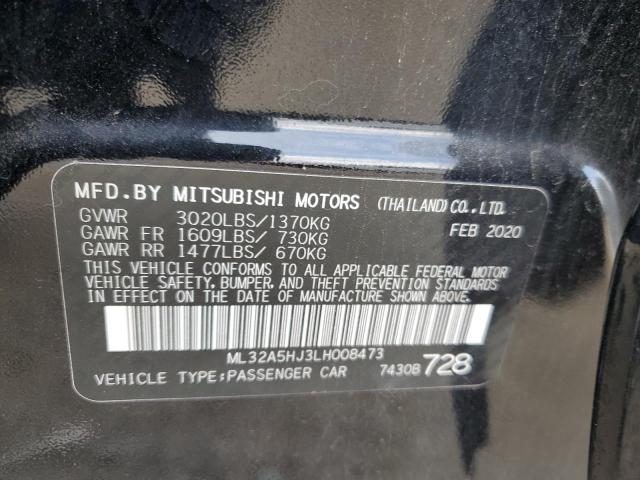 MFD.BY MITSUBISHI MOTORS (THAILAND)CO.,LTD.
GVWR 3020LBS/1370KG FEB 2020
GAWR FR 1609LBS/ 730KG
GAWR RR 1477LBS/ 670KG
THIS VEHICLE CONFORMS TO ALL APPLICABLE FEDERAL MOTOR
VEHICLE SAFETY, BUMPER, AND THEFT PREVENTION STANDARDS
IN EFFECT ON THE DATE OF MANUFACTURE SHOWN ABOVE.
ML32A5HJ3LH008473
VEHICLE TYPE:PASSENGER CAR 7430B 728